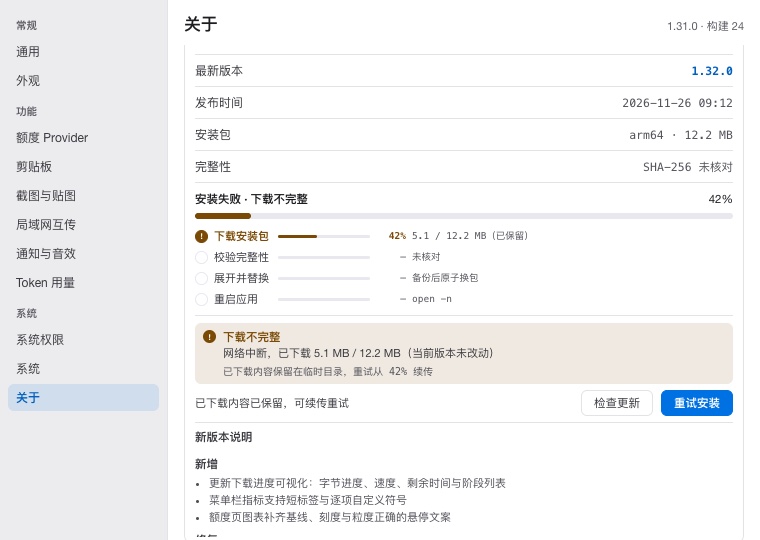 常规
通用
外观
功能
额度 Provider
剪贴板
截图与贴图
局域网互传
通知与音效
Token 用量
系统
系统权限
系统
关于
关于
1.31.0 · 构建 24
最新版本 1.32.0
发布时间 2026-11-26 09:12
安装包 arm64 · 12.2 MB
完整性 SHA-256 未核对
安装失败 · 下载不完整 42%
下载安装包 42% 5.1 / 12.2 MB（已保留）
校验完整性 — 未核对
展开并替换 — 备份后原子换包
重启应用 — open -n
下载不完整
网络中断，已下载 5.1 MB / 12.2 MB（当前版本未改动）
已下载内容保留在临时目录，重试从 42% 续传
已下载内容已保留，可续传重试
检查更新
重试安装
新版本说明
新增
• 更新下载进度可视化：字节进度、速度、剩余时间与阶段列表
• 菜单栏指标支持短标签与逐项自定义符号
• 额度页图表补齐基线、刻度与粒度正确的悬停文案